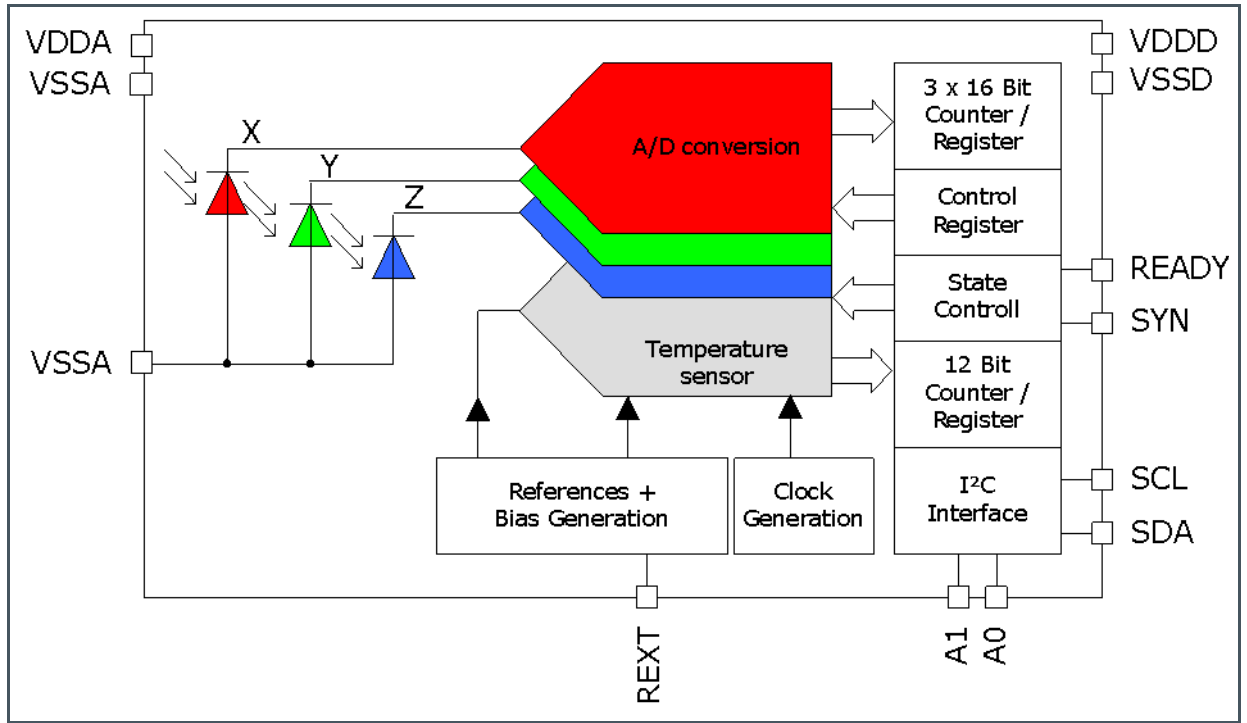 VDDA
VSSA
VDDD
VSSD
X
Y
Z
A/D conversion
3 x 16 Bit
Counter /
Register
Control
Register
State
Controll
READY
SYN
VSSA
Temperature
sensor
12 Bit
Counter /
Register
References +
Bias Generation
Clock
Generation
I²C
Interface
SCL
SDA
REXT
A1
A0